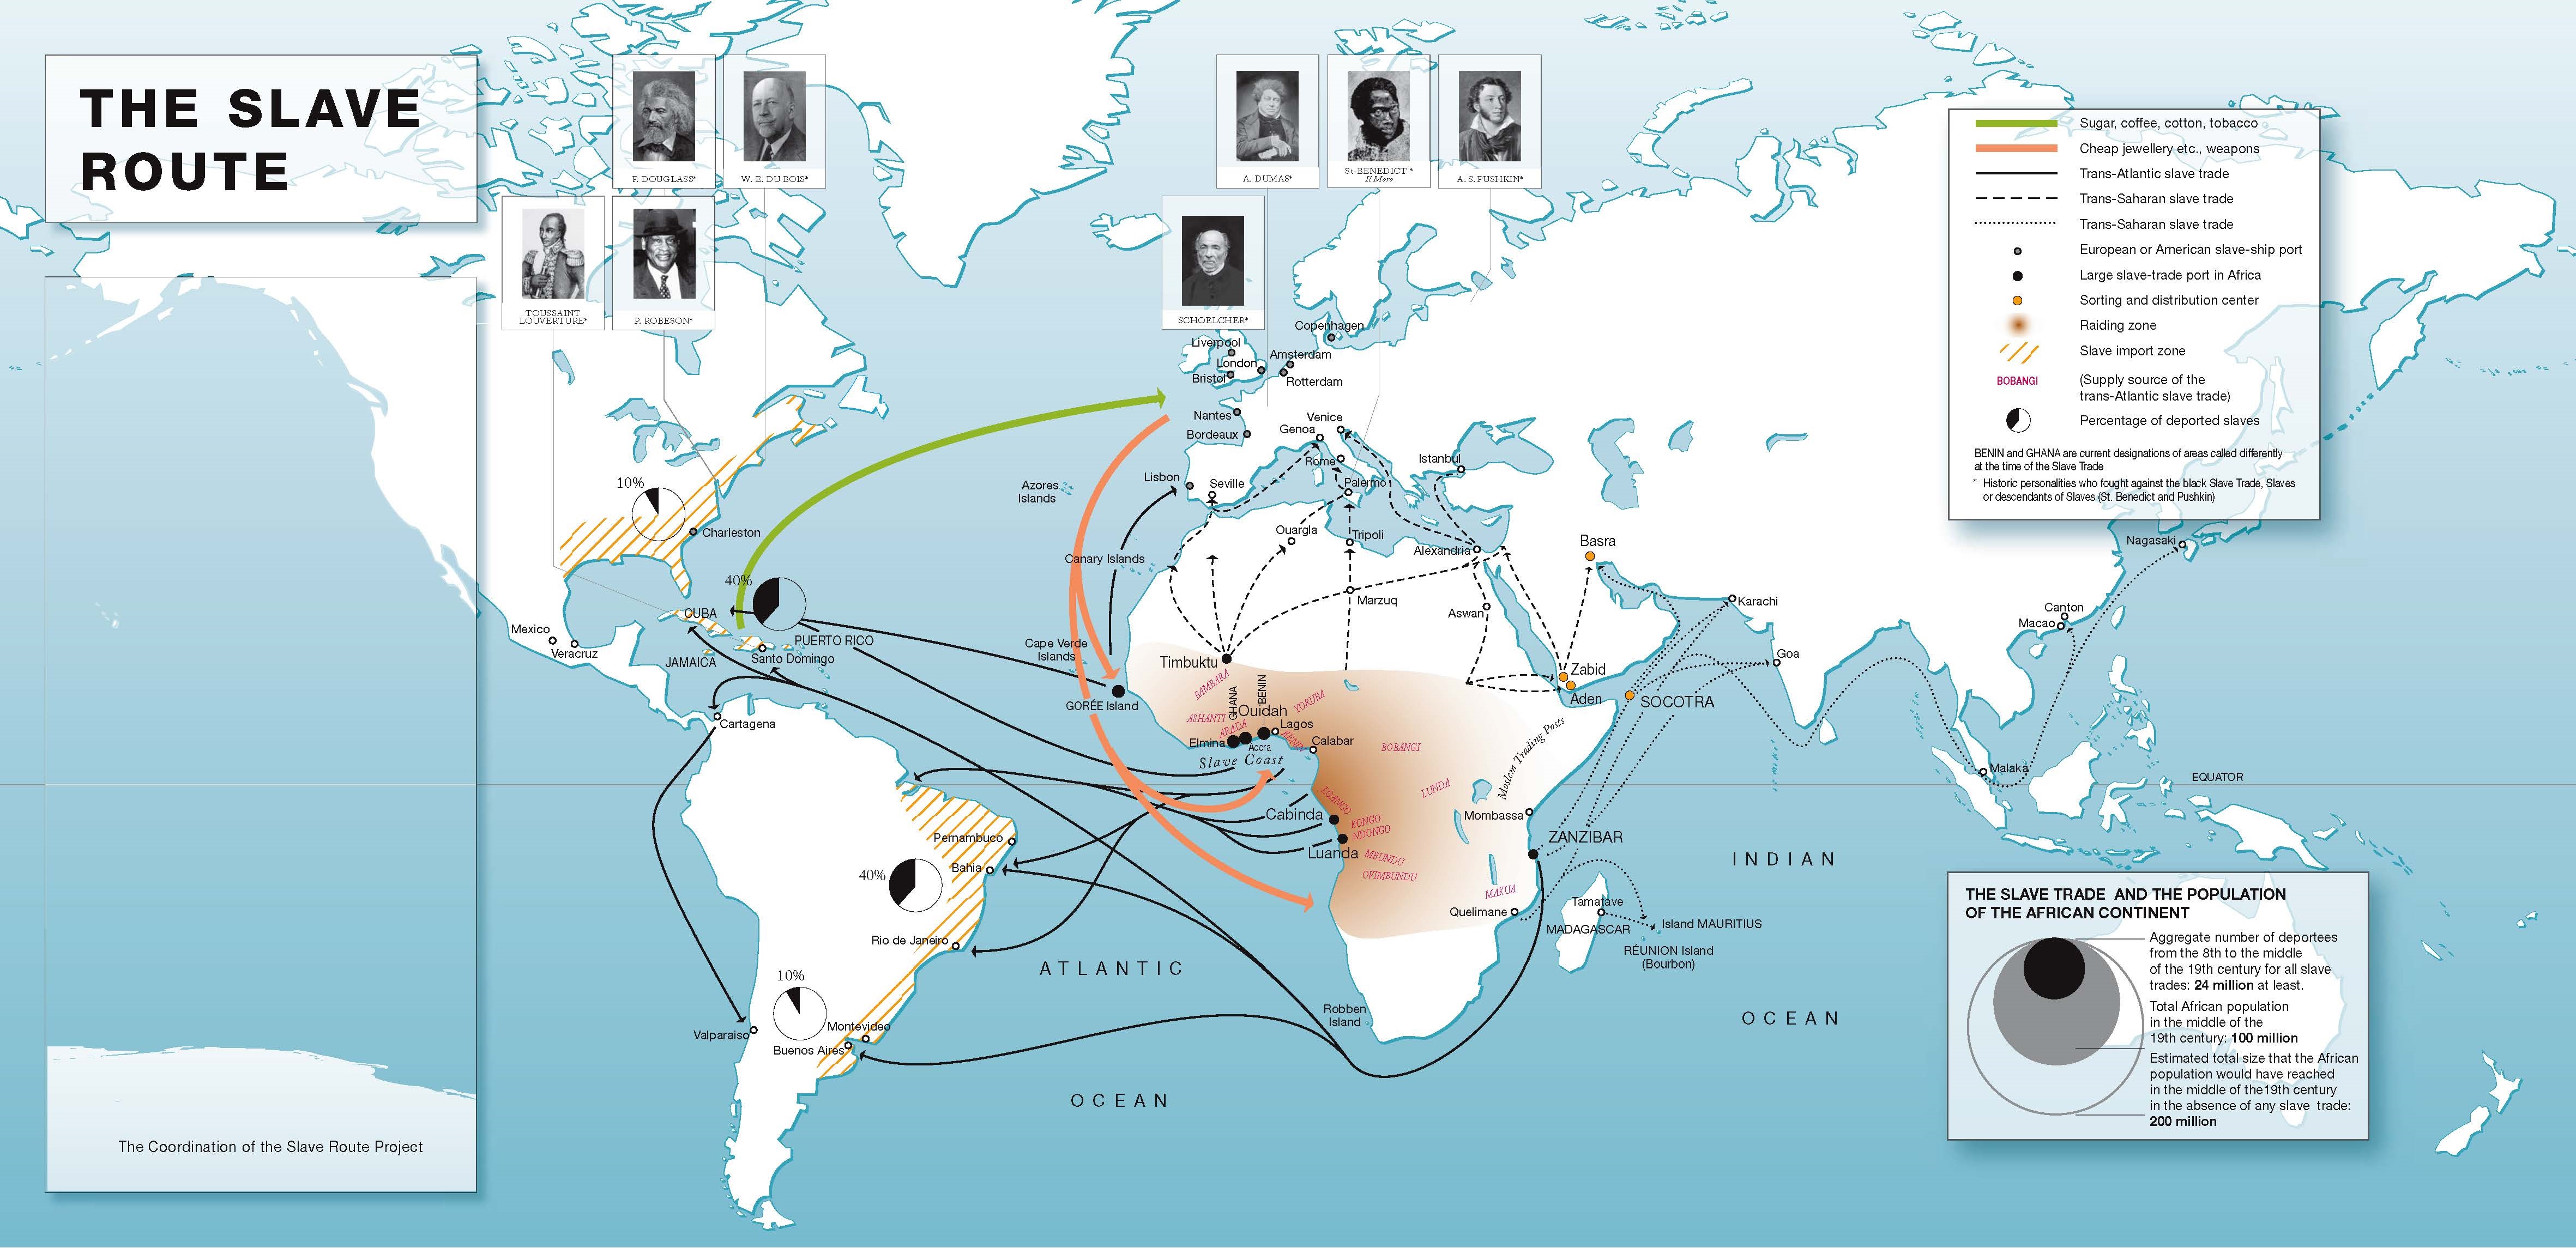 THE SLAVE
ROUTE
F. DOUGLASS*
W. E. DU BOIS*
TOUSSAINT
LOUVERTURE*
P. ROBESON*
A. DUMAS*
St-BENEDICT *
Il Moro
A. S. PUSHKIN*
SCHOELCHER*
Sugar, coffee, cotton, tobacco
Cheap jewellery etc., weapons
Trans-Atlantic slave trade
Trans-Saharan slave trade
Trans-Saharan slave trade
European or American slave-ship port
Large slave-trade port in Africa
Sorting and distribution center
Raiding zone
Slave import zone
BOBANGI
(Supply source of the
trans-Atlantic slave trade)
Percentage of deported slaves
BENIN and GHANA are current designations of areas called differently
at the time of the Slave Trade
* Historic personalities who fought against the black Slave Trade, Slaves
or descendants of Slaves (St. Benedict and Pushkin)
Copenhagen
Liverpool
London
Amsterdam
Bristol
Rotterdam
Nantes
Venice
Genoa
Bordeaux
Rome
Istanbul
Lisbon
Seville
Palermo
Azores
Islands
10%
Charleston
Ouargla
Tripoli
Alexandria
Basra
Nagasaki
Canary Islands
40%
CUBA
Marzuq
Aswan
Karachi
Canton
Macao
Mexico
Veracruz
PUERTO RICO
JAMAICA
Santo Domingo
Cape Verde
Islands
Timbuktu
Goa
Zabid
Aden
SOCOTRA
GORÉE Island
BAMBARA
GHANA
BENIN
YORUBA
ASHANTI
ARADA
Ouidah
Lagos
Elmina
Accra
BENIN
Calabar
Slave Coast
BOBANGI
LUNDA
Moslem Trading Posts
Cartagena
Malaka
EQUATOR
LOANGO
Cabinda
KONGO
NDONGO
Luanda
MBUNDU
OVIMBUNDU
Mombassa
ZANZIBAR
MAKUA
Quelimane
Tamatave
MADAGASCAR
Island MAURITIUS
RÉUNION Island
(Bourbon)
Pernambuco
Bahia
40%
Rio de Janeiro
10%
Montevideo
Buenos Aires
Valparaiso
Robben
Island
ATLANTIC
OCEAN
INDIAN
OCEAN
THE SLAVE TRADE AND THE POPULATION
OF THE AFRICAN CONTINENT
Aggregate number of deportees
from the 8th to the middle
of the 19th century for all slave
trades: 24 million at least.
Total African population
in the middle of the
19th century: 100 million
Estimated total size that the African
population would have reached
in the middle of the19th century
in the absence of any slave trade:
200 million
The Coordination of the Slave Route Project